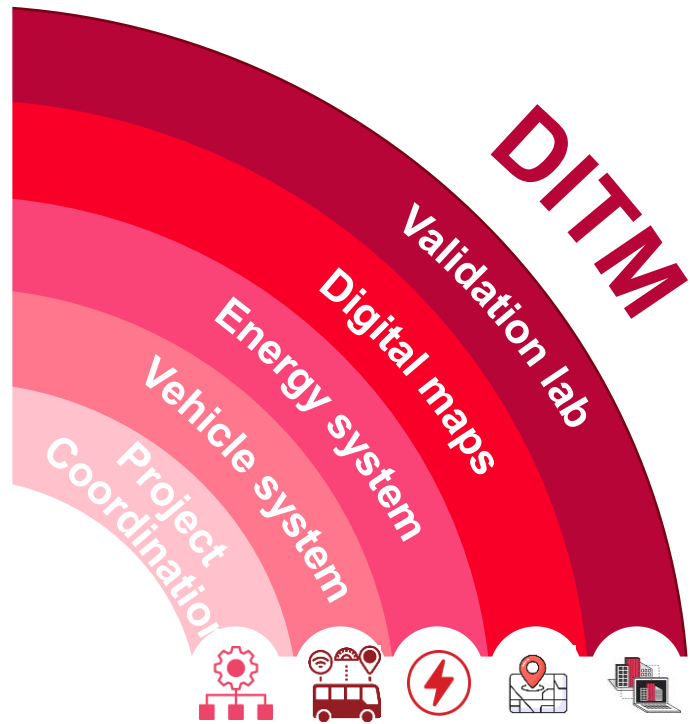 DITM
Validation lab
Digital maps
Energy system
Vehicle system
Project
Coordination